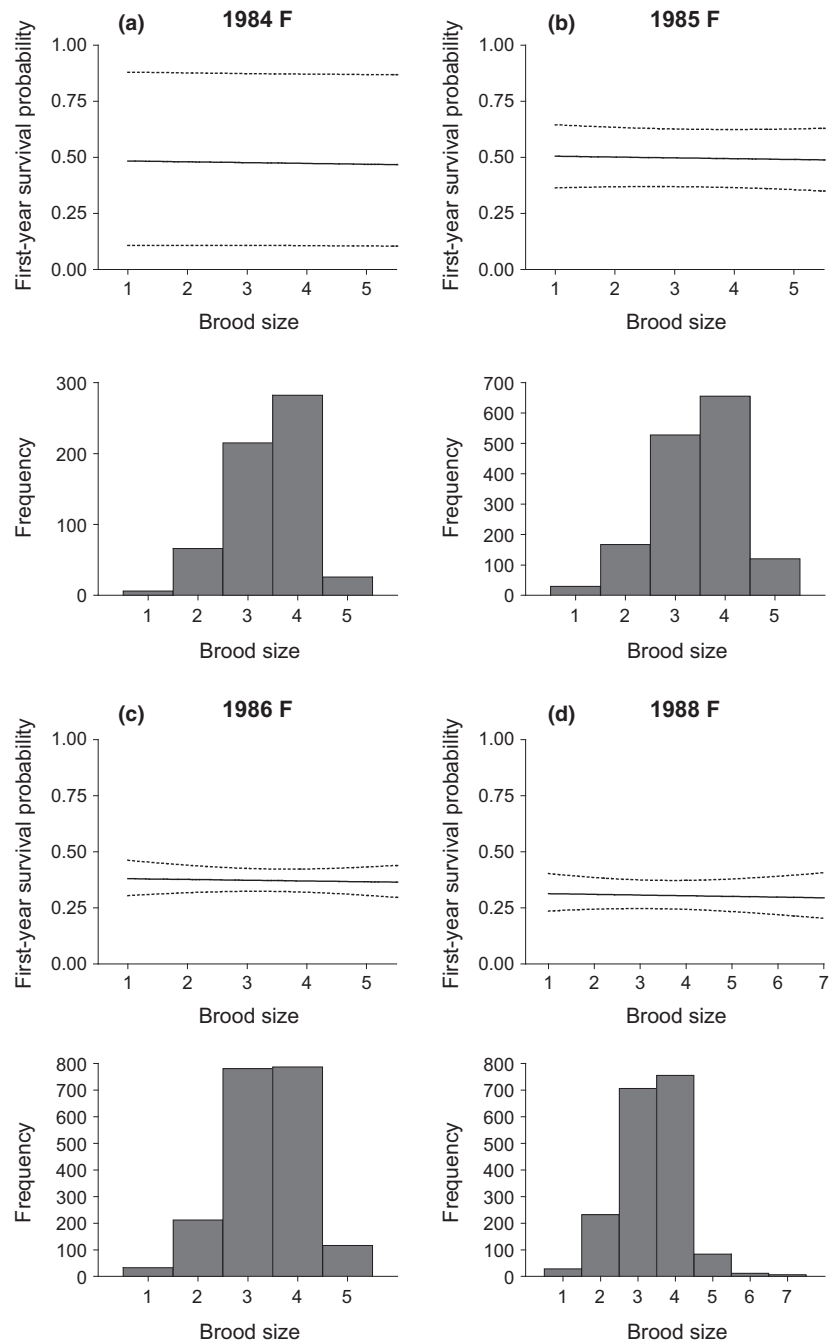 (a) 1984 F
First-year survival probability
1.00
0.75
0.50
0.25
0.00
1 2 3 4 5
Brood size
Frequency
300
200
100
0
1 2 3 4 5
Brood size
(b) 1985 F
First-year survival probability
1.00
0.75
0.50
0.25
0.00
1 2 3 4 5
Brood size
Frequency
700
600
500
400
300
200
100
0
1 2 3 4 5
Brood size
(c) 1986 F
First-year survival probability
1.00
0.75
0.50
0.25
0.00
1 2 3 4 5
Brood size
Frequency
800
700
600
500
400
300
200
100
0
1 2 3 4 5
Brood size
(d) 1988 F
First-year survival probability
1.00
0.75
0.50
0.25
0.00
1 2 3 4 5 6 7
Brood size
Frequency
800
700
600
500
400
300
200
100
0
1 2 3 4 5 6 7
Brood size